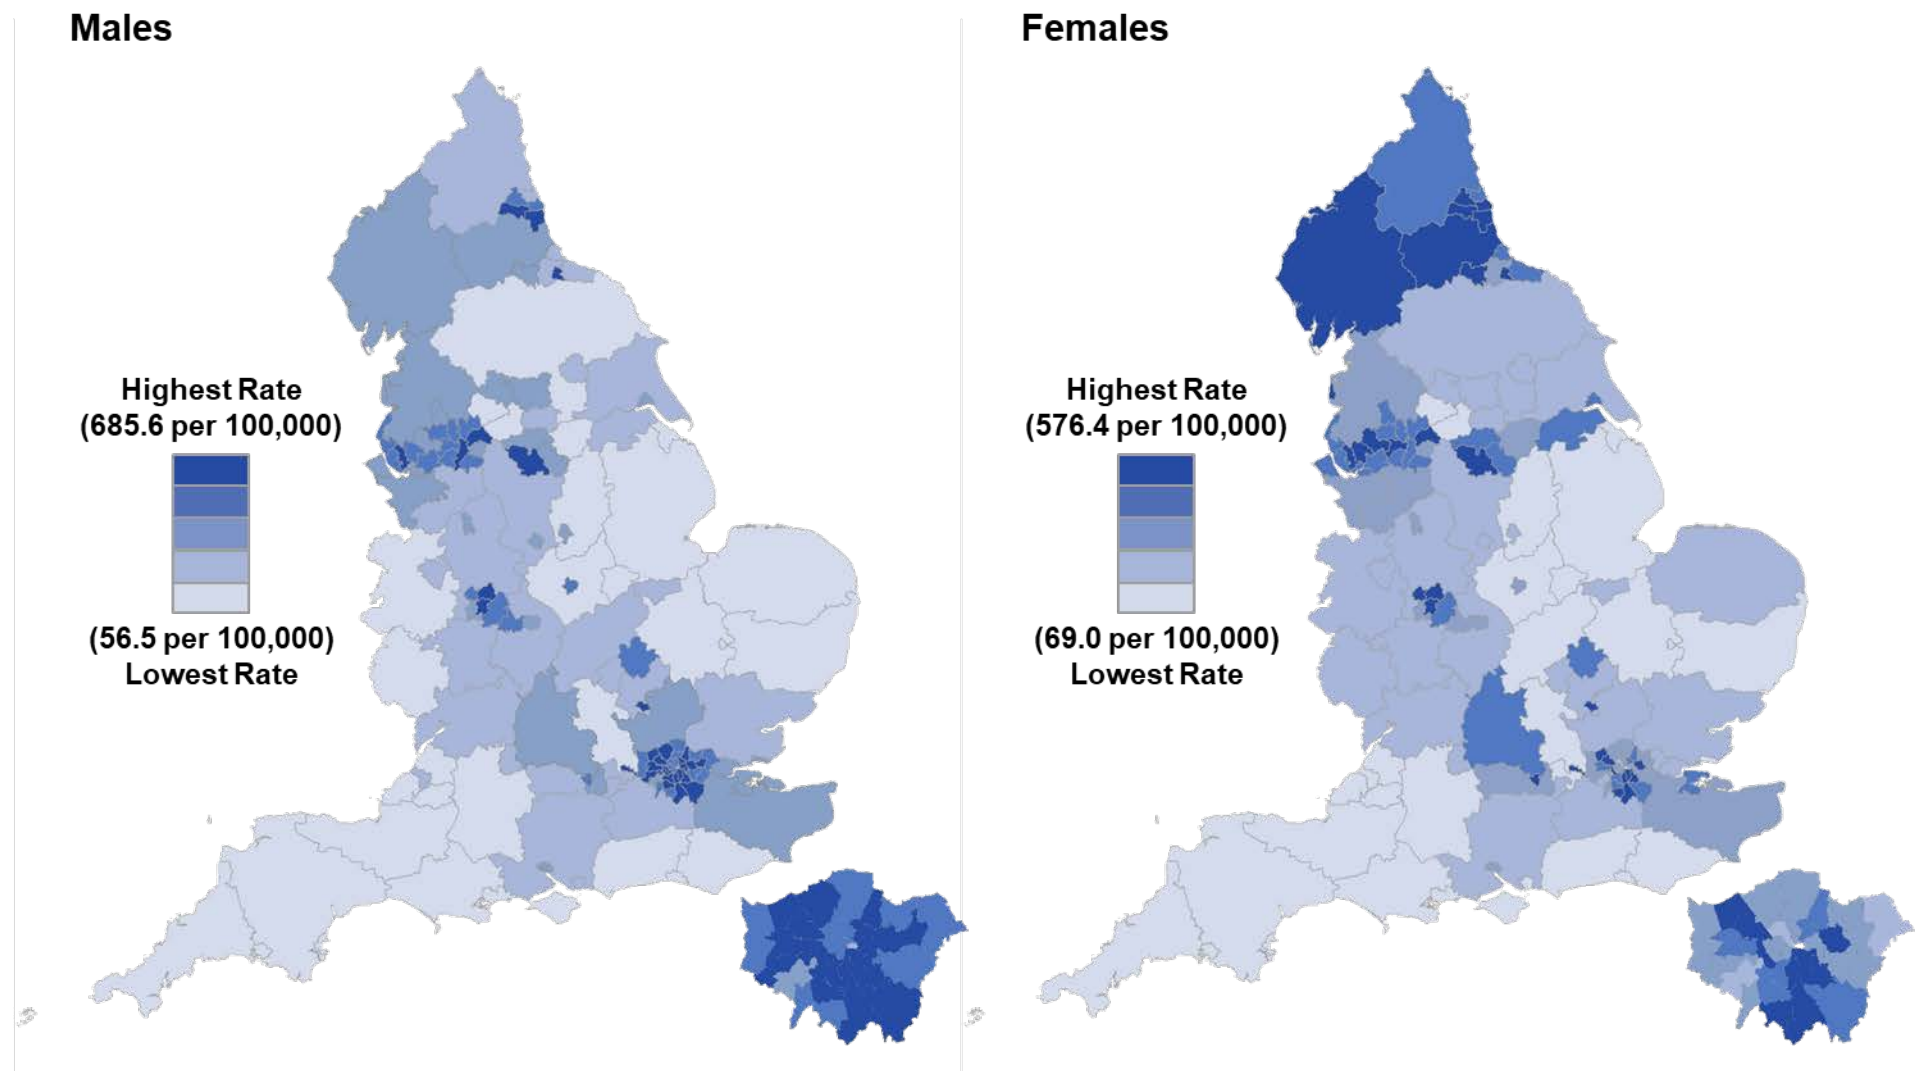 Males
Highest Rate
(685.6 per 100,000)
(56.5 per 100,000)
Lowest Rate
Females
Highest Rate
(576.4 per 100,000)
(69.0 per 100,000)
Lowest Rate